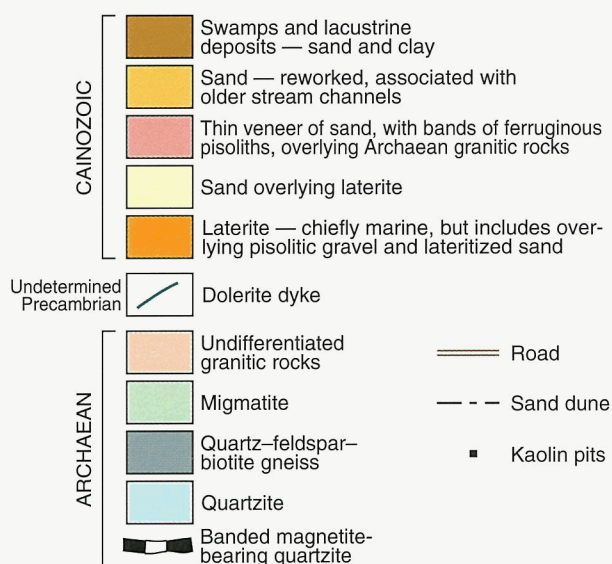 CAINOZOIC
Swamps and lacustrine
deposits — sand and clay
Sand — reworked, associated with
older stream channels
Thin veneer of sand, with bands of ferruginous
pisoliths, overlying Archaean granitic rocks
Sand overlying laterite
Laterite — chiefly marine, but includes over-
lying pisolitic gravel and lateritized sand
Undetermined
Precambrian
Dolerite dyke
ARCHAEAN
Undifferentiated
granitic rocks
Migmatite
Quartz–feldspar–
biotite gneiss
Quartzite
Banded magnetite-
bearing quartzite
Road
Sand dune
Kaolin pits